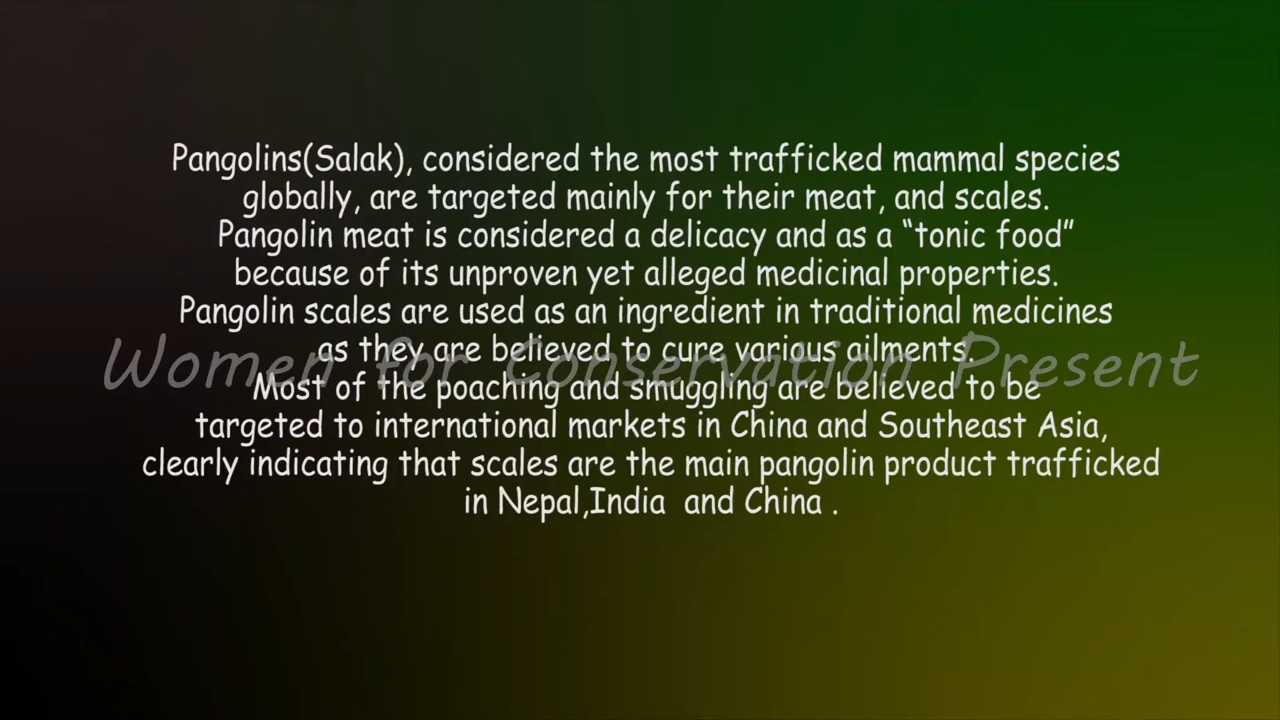 Pangolins(Salak), considered the most trafficked mammal species
globally, are targeted mainly for their meat, and scales.
Pangolin meat is considered a delicacy and as a “tonic food”
because of its unproven yet alleged medicinal properties.
Pangolin scales are used as an ingredient in traditional medicines
as they are believed to cure various ailments.
Women for Conservation Present
Most of the poaching and smuggling are believed to be
targeted to international markets in China and Southeast Asia,
clearly indicating that scales are the main pangolin product trafficked
in Nepal,India  and China .